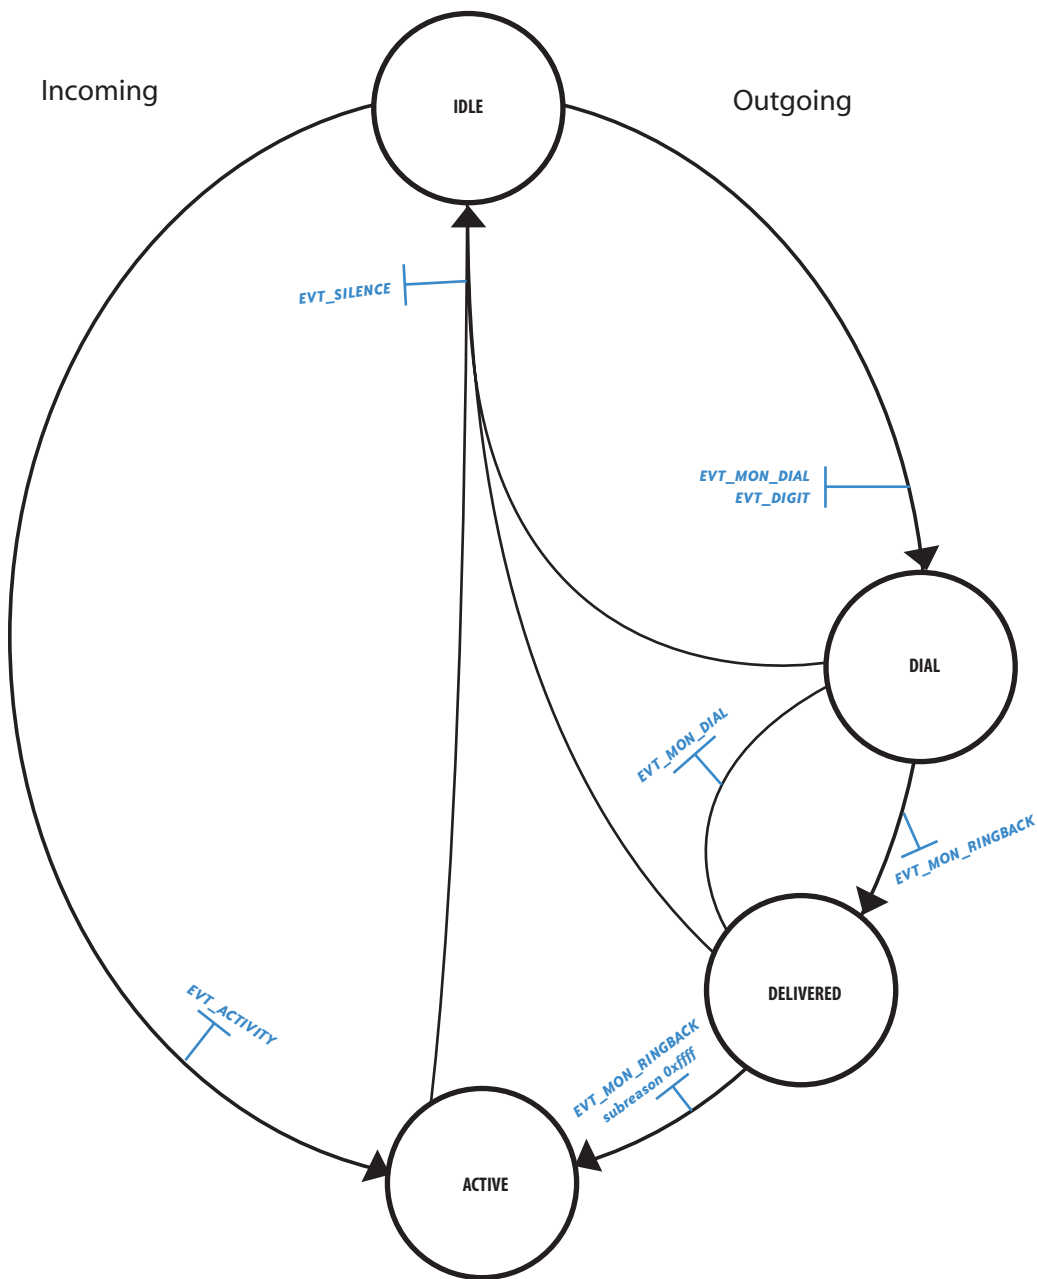 Incoming
IDLE
Outgoing
EVT_SILENCE
EVT_MON_DIAL
EVT_DIGIT
DIAL
EVT_MON_DIAL
EVT_MON_RINGBACK
DELIVERED
EVT_ACTIVITY
EVT_MON_RINGBACK
subreason 0xffff
ACTIVE